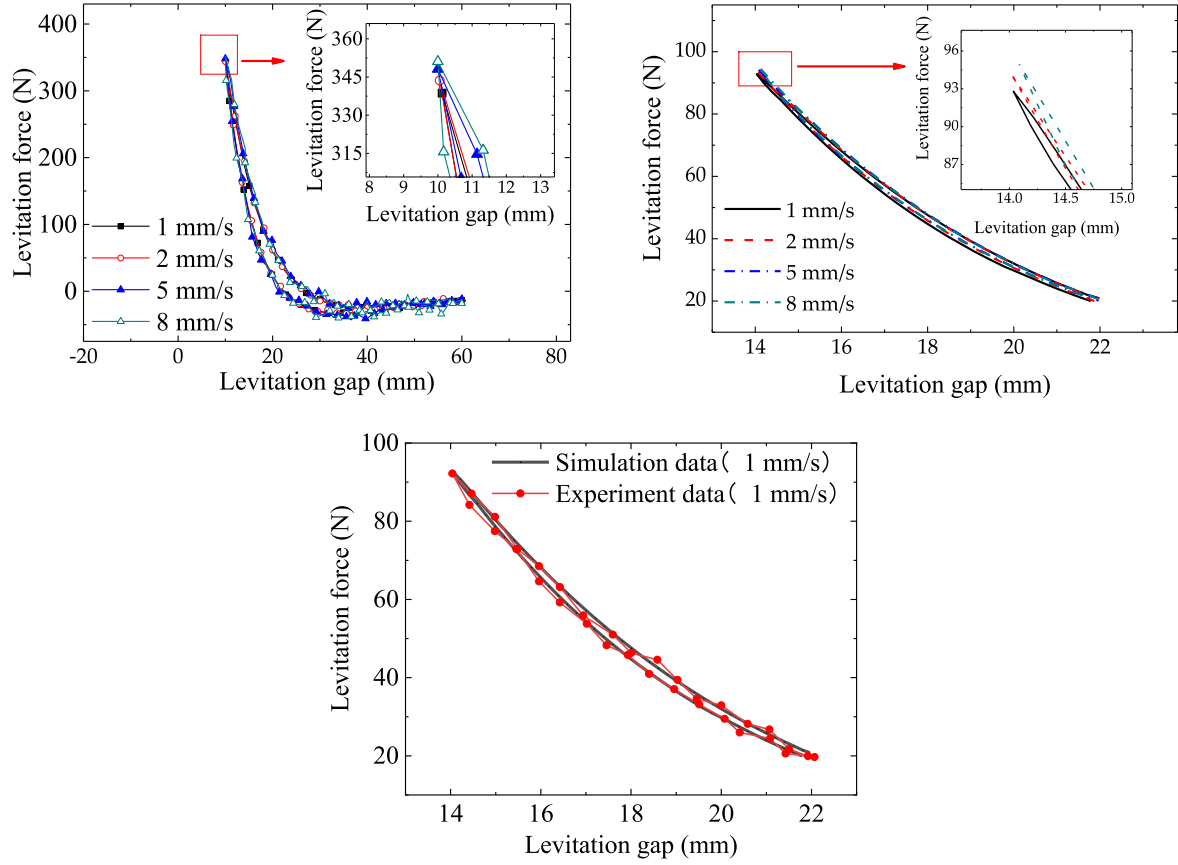 400
350
300
250
200
150
100
50
0
-50
-20
0
20
40
60
80
Levitation force (N)
Levitation gap (mm)
1 mm/s
2 mm/s
5 mm/s
8 mm/s
360
345
330
315
8
9
10
11
12
13
Levitation force (N)
Levitation gap (mm)
100
80
60
40
20
14
16
18
20
22
Levitation force (N)
Levitation gap (mm)
1 mm/s
2 mm/s
5 mm/s
8 mm/s
96
93
90
87
14.0
14.5
15.0
Levitation force (N)
Levitation gap (mm)
100
80
60
40
20
14
16
18
20
22
Levitation force (N)
Levitation gap (mm)
Simulation data( 1 mm/s)
Experiment data( 1 mm/s)